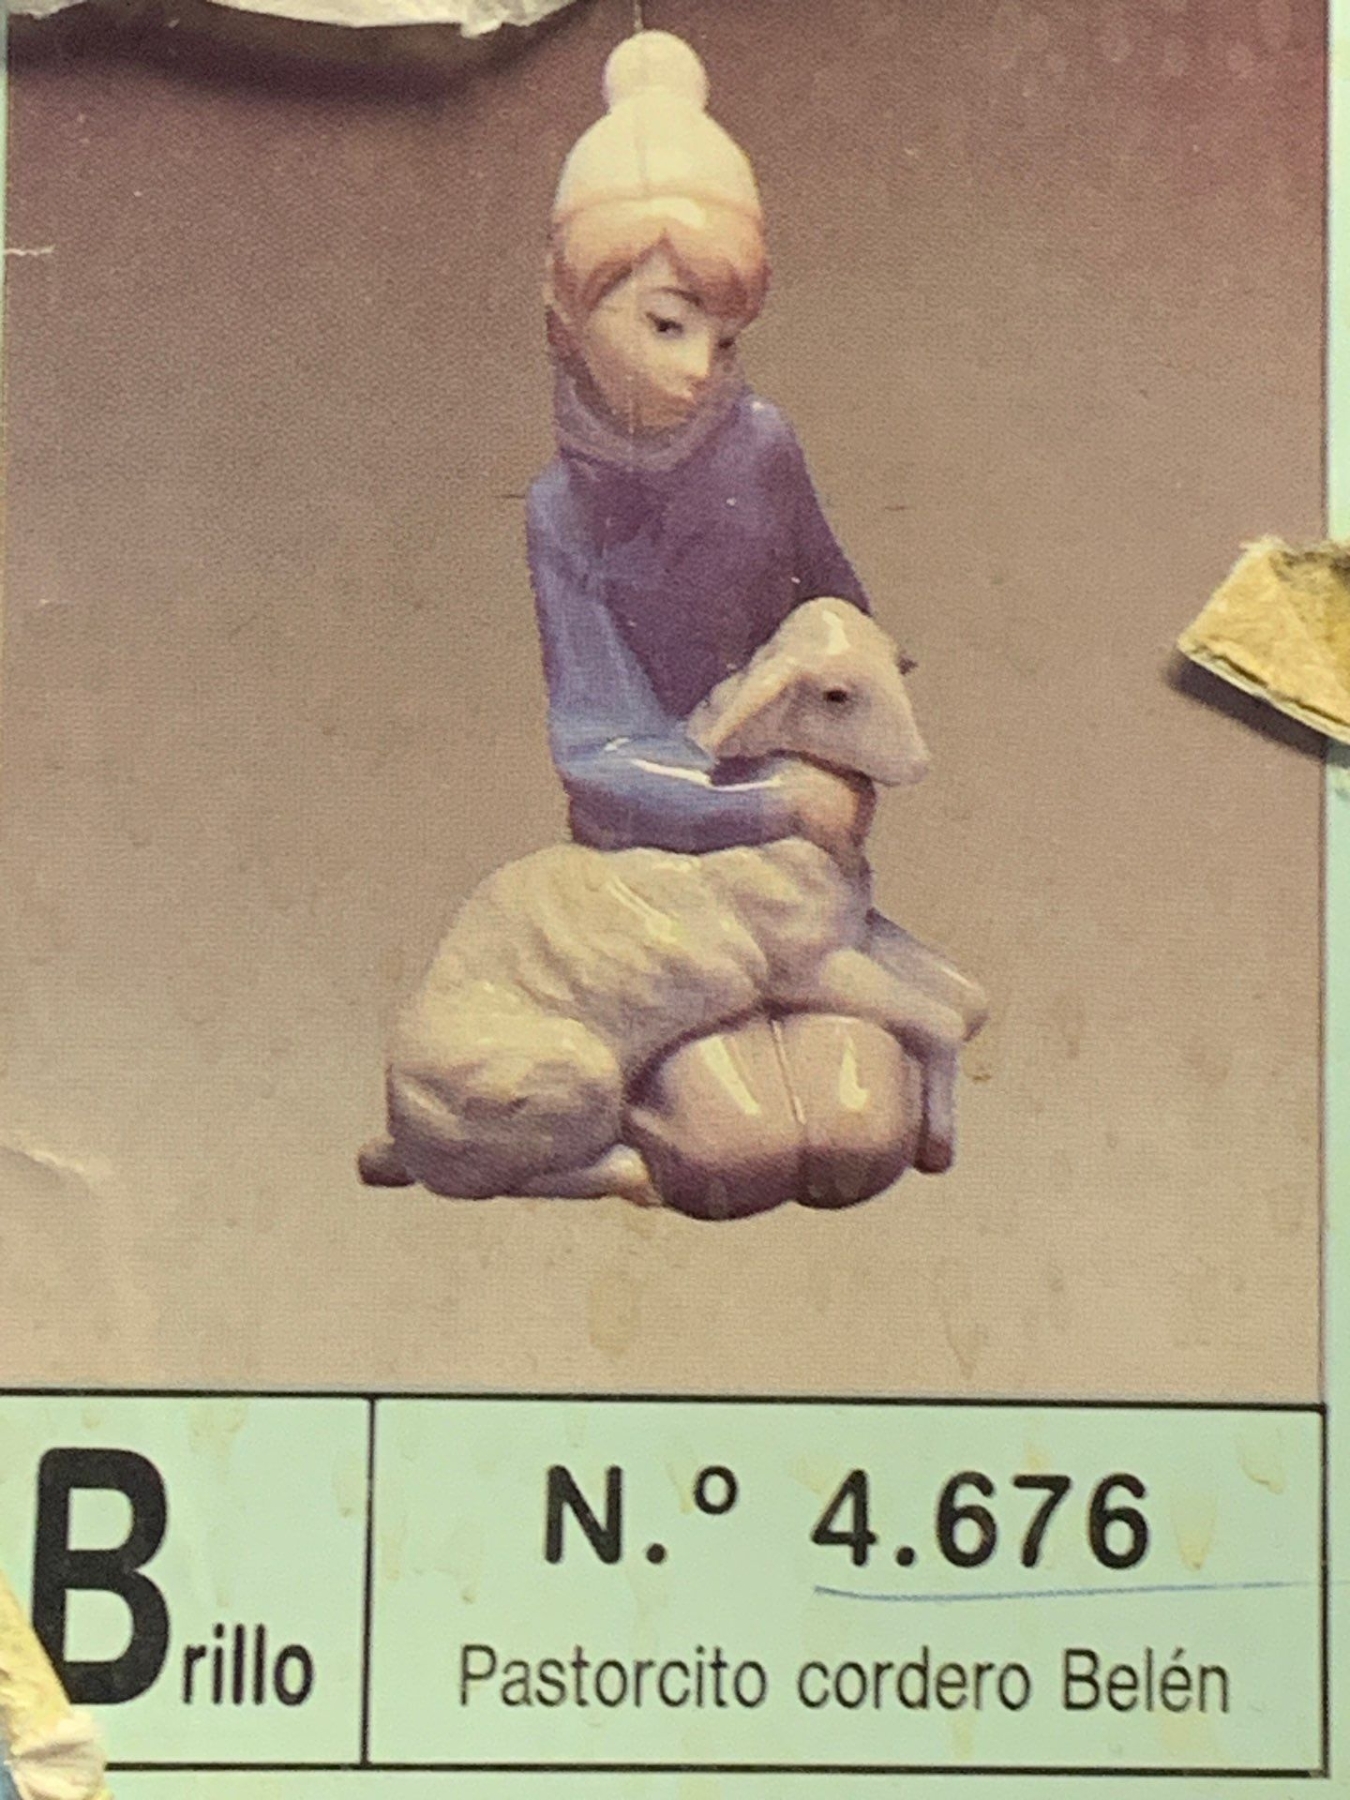 Brillo
N.º 4.676
Pastorcito cordero Belén